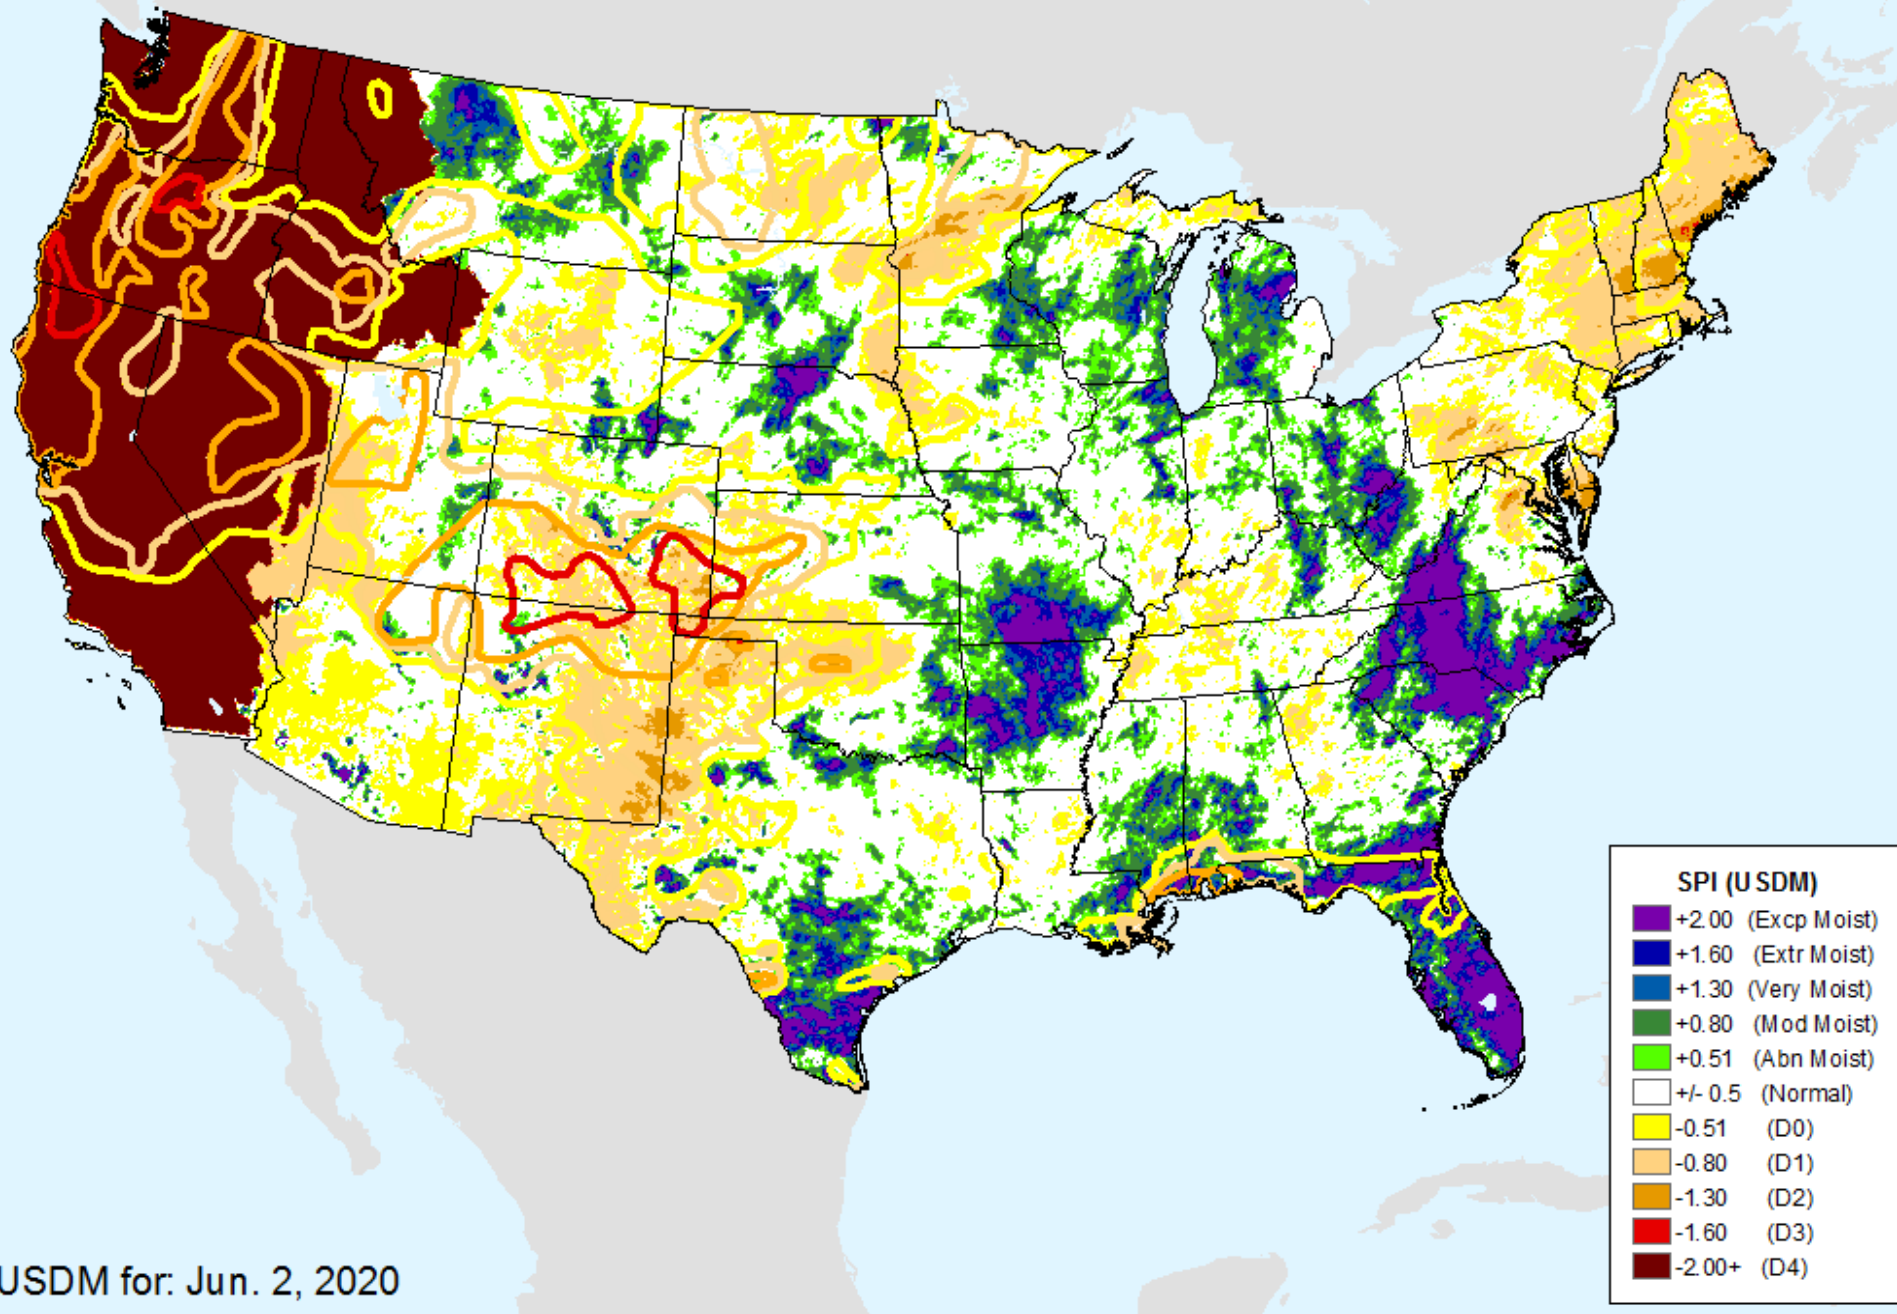 SPI (USDM)
+2.00 (Excp Moist)
+1.60 (Extr Moist)
+1.30 (Very Moist)
+0.80 (Mod Moist)
+0.51 (Abn Moist)
+/- 0.5 (Normal)
-0.51 (D0)
-0.80 (D1)
-1.30 (D2)
-1.60 (D3)
-2.00+ (D4)
USDM for: Jun. 2, 2020